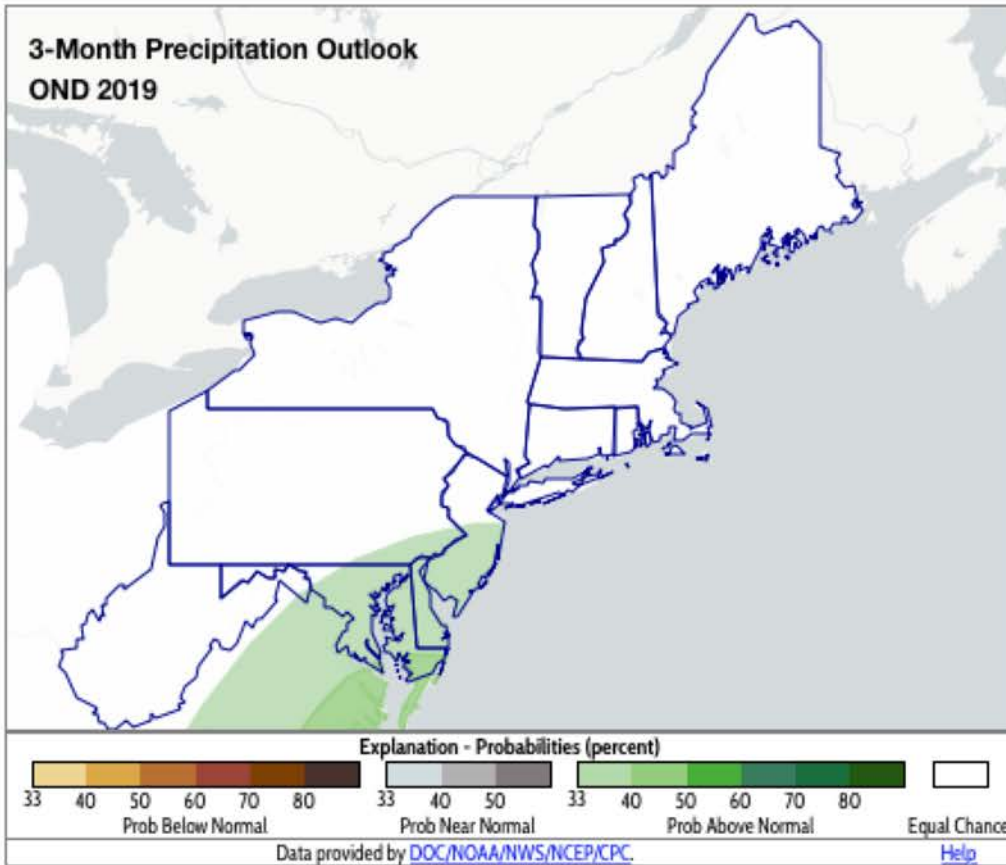 3-Month Precipitation Outlook
OND 2019
Explanation - Probabilities (percent)
33 40 50 60 70 80 33 40 50 33 40 50 60 70 80
Prob Below Normal Prob Near Normal Prob Above Normal Equal Chance
Data provided by DOC/NOAA/NWS/NCEP/CPC. Help